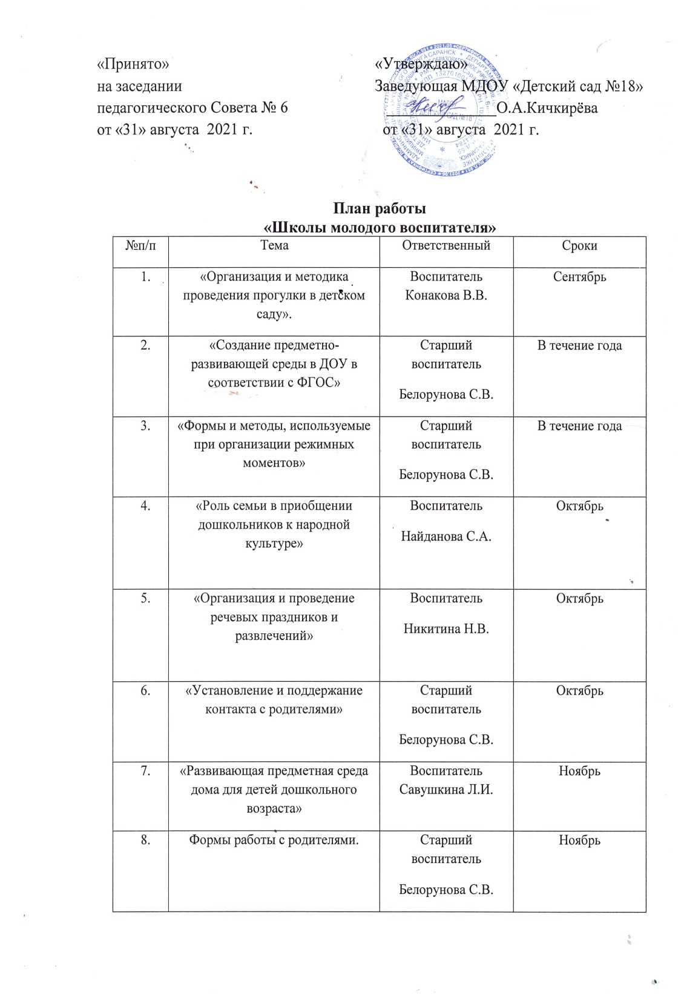 «Принято»
на заседании
педагогического Совета № 6
от «31» августа 2021 г.
«Утверждаю»
Заведующая МДОУ «Детский сад №18»
О.А.Кичкирёва
от «31» августа 2021 г.
План работы
«Школы молодого воспитателя»
№п/п Тема Ответственный Сроки
1. «Организация и методика Воспитатель Сентябрь
проведения прогулки в детском Конакова В.В.
саду».
2. «Создание предметно- Старший В течение года
развивающей среды в ДОУ в воспитатель
соответствии с ФГОС»
Белорунова С.В.
3. «Формы и методы, используемые Старший В течение года
при организации режимных воспитатель
моментов»
Белорунова С.В.
4. «Роль семьи в приобщении Воспитатель Октябрь
дошкольников к народной
Найданова С.А.
культуре»
5. «Организация и проведение Воспитатель Октябрь
речевых праздников и
Никитина Н.В.
развлечений»
6. «Установление и поддержание Старший Октябрь
контакта с родителями» воспитатель
Белорунова С.В.
7. «Развивающая предметная среда Воспитатель Ноябрь
дома для детей дошкольного Савушкина Л.И.
возраста»
8. Формы работы с родителями. Старший Ноябрь
воспитатель
Белорунова С.В.